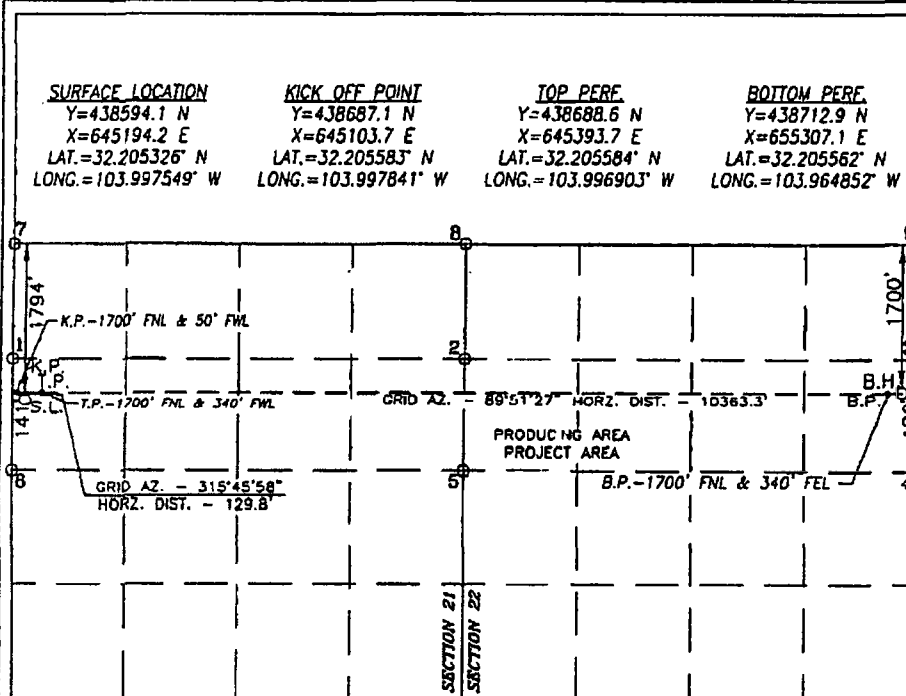 SURFACE LOCATION
Y=438594.1 N
X=645194.2 E
LAT.=32.205326° N
LONG.=103.997549° W
KICK OFF POINT
Y=438687.1 N
X=645103.7 E
LAT.=32.205583° N
LONG.=103.997841° W
TOP PERF.
Y=438688.6 N
X=645393.7 E
LAT.=32.205584° N
LONG.=103.996903° W
BOTTOM PERF.
Y=438712.9 N
X=655307.1 E
LAT.=32.205562° N
LONG.=103.964852° W
7
8
1794'
1700'
K.P.-1700' FNL & 50' FWL
1
2
K.P.
.P.
B.H.
S.L.
T.P.-1700' FNL & 340' FWL
GRID AZ. - 89°51'27" HORZ. DIST. - 10363.3'
B.P.
PRODUCING AREA
PROJECT AREA
5
GRID AZ. - 315°45'58"
HORZ. DIST. - 129.8'
B.P.-1700' FNL & 340' FEL
SECTION 21
SECTION 22